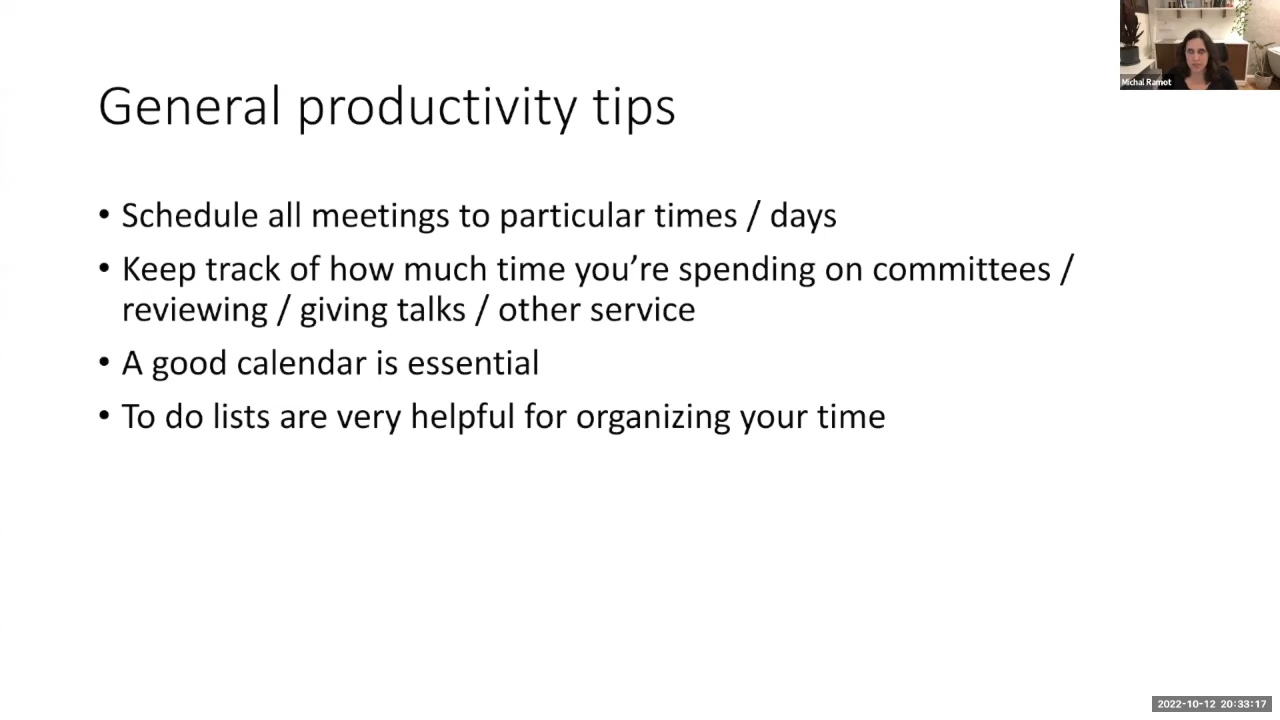 General productivity tips
• Schedule all meetings to particular times / days
• Keep track of how much time you’re spending on committees /
reviewing / giving talks / other service
• A good calendar is essential
• To do lists are very helpful for organizing your time
Michal Ramot
2022-10-12 20:33:17